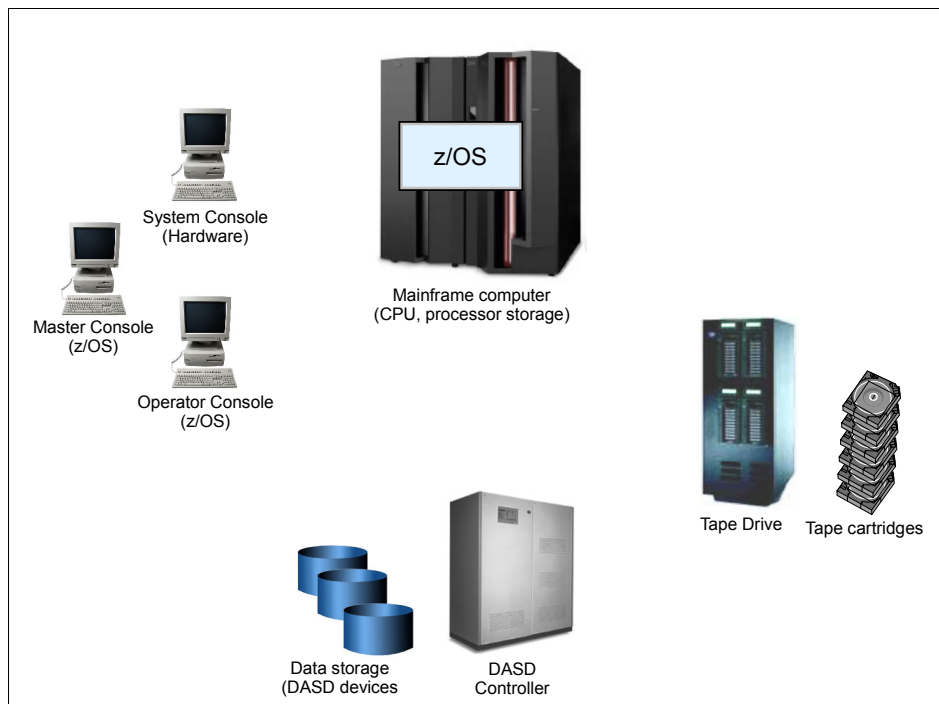 z/OS
Mainframe computer
(CPU, processor storage)
System Console
(Hardware)
Master Console
(z/OS)
Operator Console
(z/OS)
Tape Drive
Tape cartridges
Data storage
(DASD devices
DASD
Controller